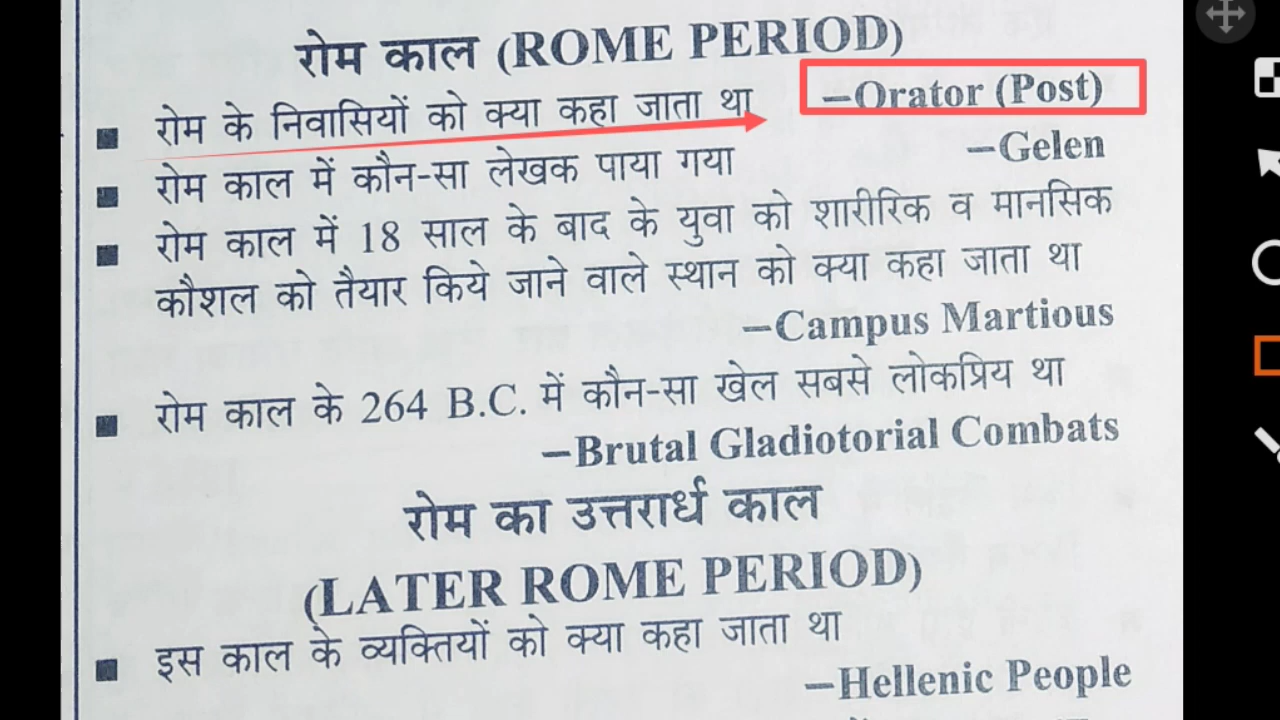 रोम काल (ROME PERIOD)
■ रोम के निवासियों को क्या कहा जाता था –Orator (Post)
■ रोम काल में कौन-सा लेखक पाया गया –Gelen
■ रोम काल में 18 साल के बाद के युवा को शारीरिक व मानसिक
कौशल को तैयार किये जाने वाले स्थान को क्या कहा जाता था
–Campus Martious
■ रोम काल के 264 B.C. में कौन-सा खेल सबसे लोकप्रिय था
–Brutal Gladiotorial Combats
रोम का उत्तरार्ध काल
(LATER ROME PERIOD)
■ इस काल के व्यक्तियों को क्या कहा जाता था
–Hellenic People